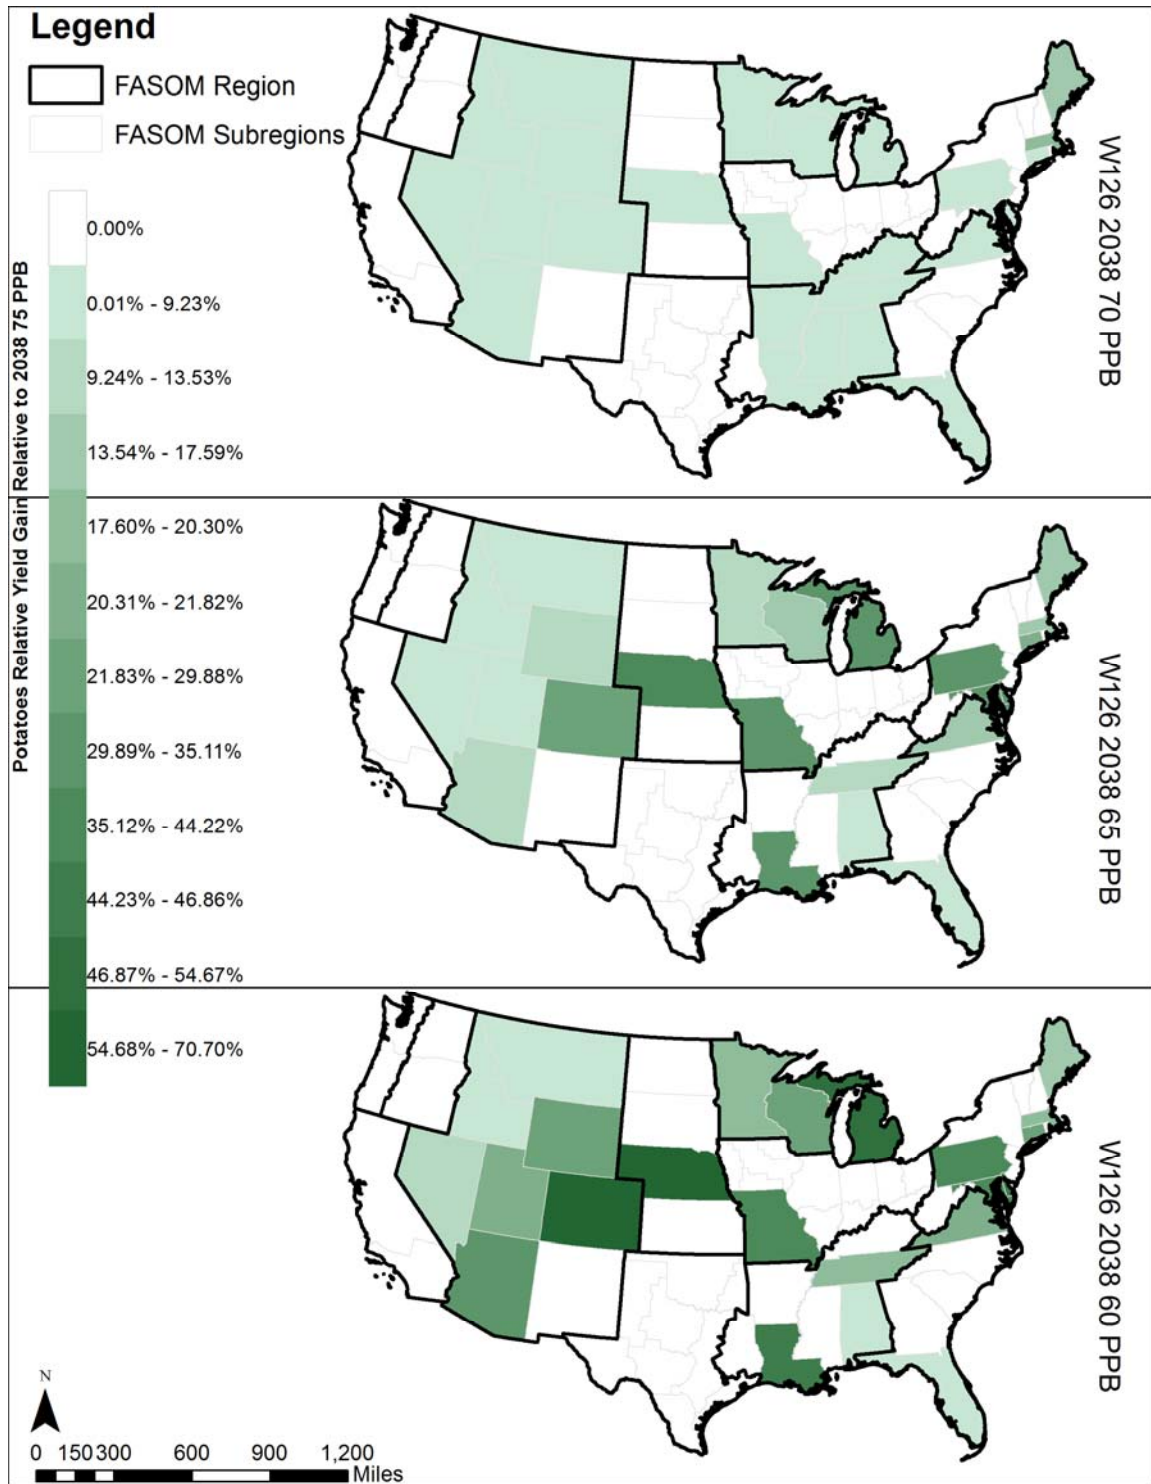 Legend
FASOM Region
FASOM Subregions
Potatoes Relative Yield Gain Relative to 2038 75 PPB
0.00%
0.01% - 9.23%
9.24% - 13.53%
13.54% - 17.59%
17.60% - 20.30%
20.31% - 21.82%
21.83% - 29.88%
29.89% - 35.11%
35.12% - 44.22%
44.23% - 46.86%
46.87% - 54.67%
54.68% - 70.70%
W126 2038 70 PPB
W126 2038 65 PPB
W126 2038 60 PPB
N
0 150 300 600 900 1,200
Miles